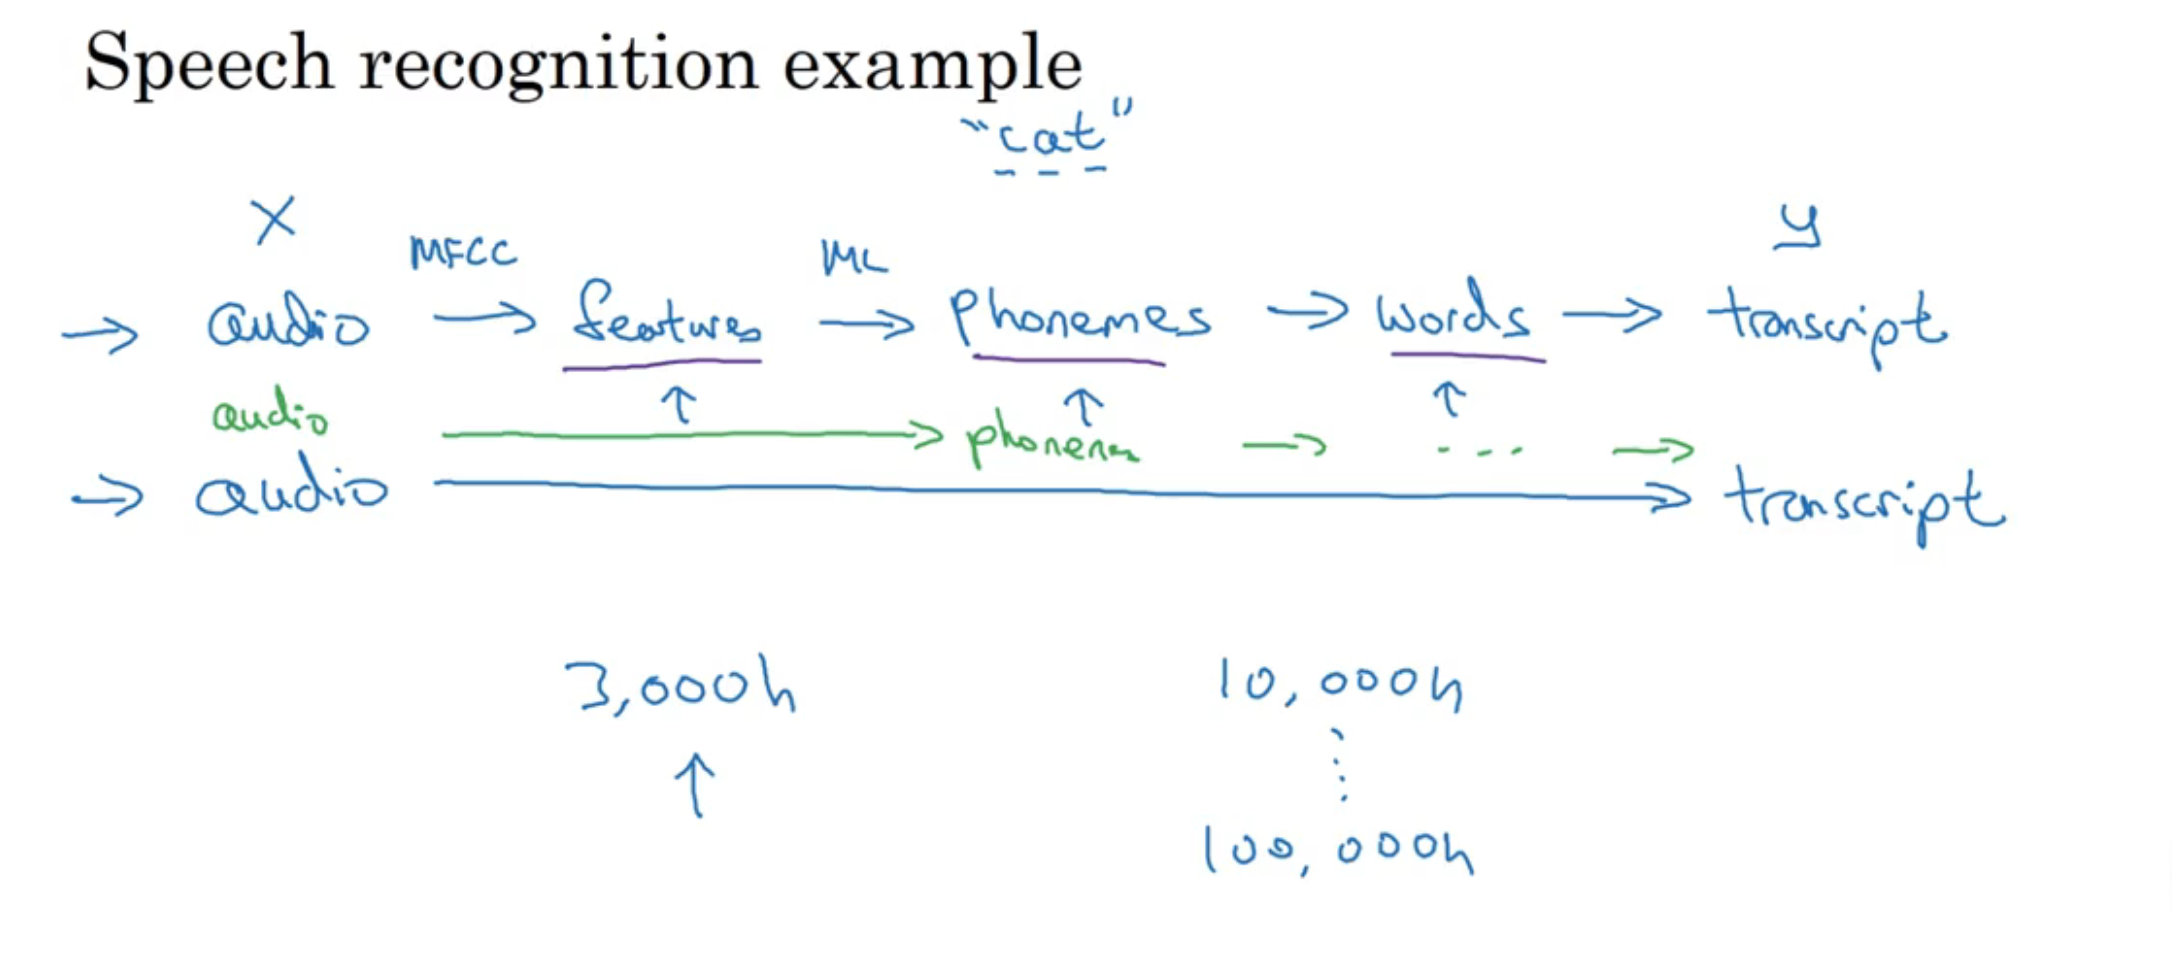 Speech recognition example
"cat"
X y
MFCC ML
→ audio → features → phonemes → words → transcript
↑ ↑ ↑
audio → phonemes → ... →
→ audio → transcript
3,000h 10,000h
↑ ⋮
100,000h